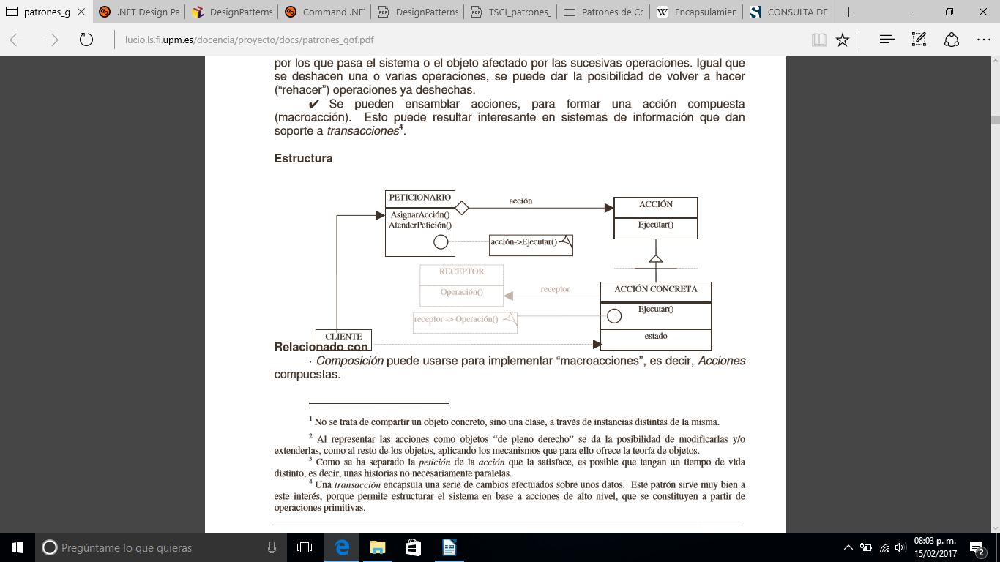 patrones_g
.NET Design Pa
DesignPatterns
Command .NE
DesignPatterns
TSCI_patrones_
Patrones de Co
W Encapsulamien
S CONSULTA DE
lucio.ls.fi.upm.es/docencia/proyecto/docs/patrones_gof.pdf
por los que pasa el sistema o el objeto afectado por las sucesivas operaciones. Igual que
se deshacen una o varias operaciones, se puede dar la posibilidad de volver a hacer
(“rehacer”) operaciones ya deshechas.
✔ Se pueden ensamblar acciones, para formar una acción compuesta
(macroacción). Esto puede resultar interesante en sistemas de información que dan
soporte a transacciones4.
Estructura
PETICIONARIO
AsignarAcción()
AtenderPetición()
acción
ACCIÓN
Ejecutar()
acción->Ejecutar()
RECEPTOR
Operación()
receptor
ACCIÓN CONCRETA
Ejecutar()
receptor -> Operación()
estado
CLIENTE
Relacionado con
· Composición puede usarse para implementar “macroacciones”, es decir, Acciones
compuestas.
1 No se trata de compartir un objeto concreto, sino una clase, a través de instancias distintas de la misma.
2 Al representar las acciones como objetos “de pleno derecho” se da la posibilidad de modificarlas y/o
extenderlas, como al resto de los objetos, aplicando los mecanismos que para ello ofrece la teoría de objetos.
3 Como se ha separado la petición de la acción que la satisface, es posible que tengan un tiempo de vida
distinto, es decir, unas historias no necesariamente paralelas.
4 Una transacción encapsula una serie de cambios efectuados sobre unos datos. Este patrón sirve muy bien a
este interés, porque permite estructurar el sistema en base a acciones de alto nivel, que se constituyen a partir de
operaciones primitivas.
Pregúntame lo que quieras
08:03 p. m.
15/02/2017
2